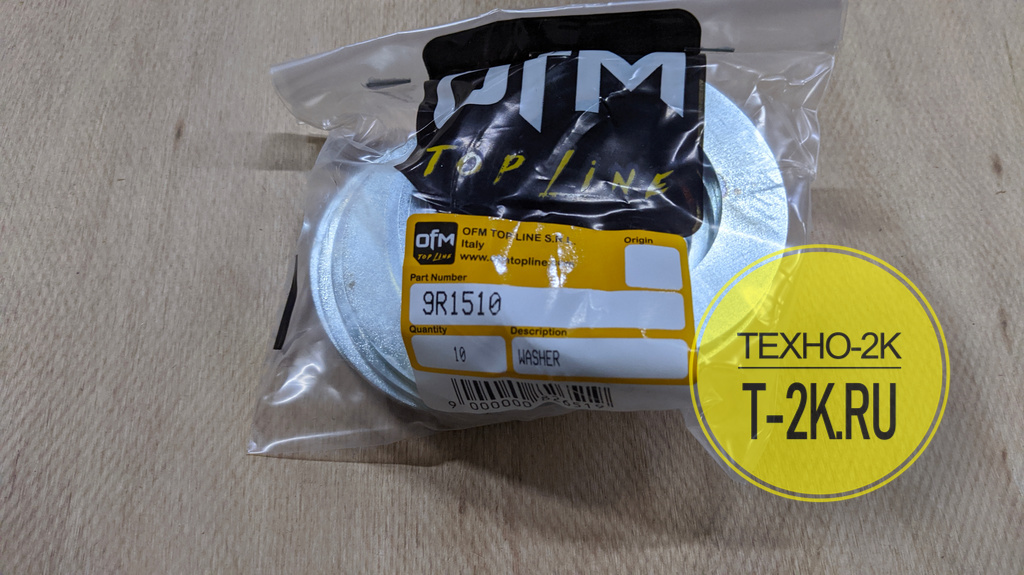 OFM
TOP LINE
OFM
TOP LINE
OFM TOP LINE S.R.L.
Italy
Origin
Part Number
9R1510
Quantity
Description
10
WASHER
ТЕХНО-2К
T-2K.RU